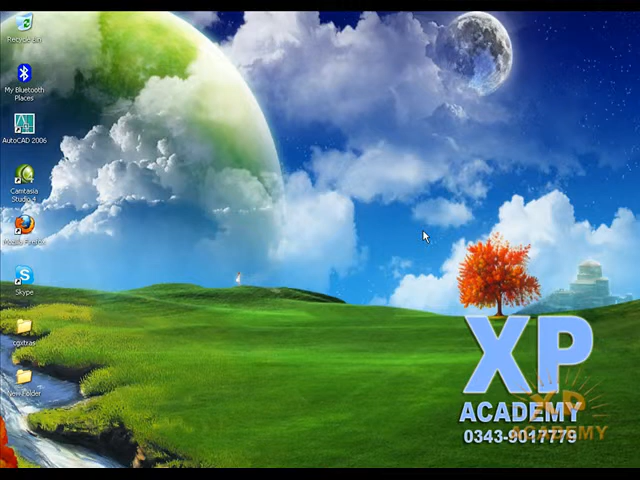 Recycle Bin
My Bluetooth
Places
AutoCAD 2006
Camtasia
Studio 4
Mozilla Firefox
Skype
cgxtras
New Folder
XP
ACADEMY
0343-9017779
XP
ACADEMY